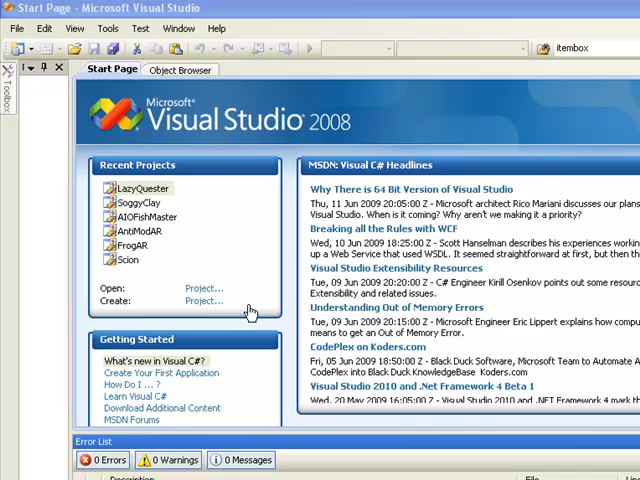 Start Page - Microsoft Visual Studio
File Edit View Tools Test Window Help
itembox
Toolbox
Start Page Object Browser
Microsoft®
Visual Studio 2008
Recent Projects
LazyQuester
SoggyClay
AIOFishMaster
AntiModAR
FrogAR
Scion
Open: Project...
Create: Project...
Getting Started
What's new in Visual C#?
Create Your First Application
How Do I ... ?
Learn Visual C#
Download Additional Content
MSDN Forums
MSDN: Visual C# Headlines
Why There is 64 Bit Version of Visual Studio
Thu, 11 Jun 2009 20:05:00 Z - Microsoft architect Rico Mariani discusses our plans
Visual Studio. When is it coming? Why aren't we making it a priority?
Breaking all the Rules with WCF
Wed, 10 Jun 2009 18:25:00 Z - Scott Hanselman describes his experiences workin
up a Web Service that used WSDL. It seemed straightforward at first, but then th
Visual Studio Extensibility Resources
Tue, 09 Jun 2009 20:20:00 Z - C# Engineer Kirill Osenkov points out some resourc
Extensibility and related issues.
Understanding Out of Memory Errors
Tue, 09 Jun 2009 20:15:00 Z - Microsoft Engineer Eric Lippert explains how compu
means to get an Out of Memory Error.
CodePlex on Koders.com
Fri, 05 Jun 2009 18:50:00 Z - Black Duck Software, Microsoft Team to Automate A
CodePlex into Black Duck KnowledgeBase Koders.com
Visual Studio 2010 and .Net Framework 4 Beta 1
Wed, 20 May 2009 16:05:00 Z - Visual Studio 2010 and .NET Framework 4 mark th
Error List
0 Errors 0 Warnings 0 Messages
Description File Line